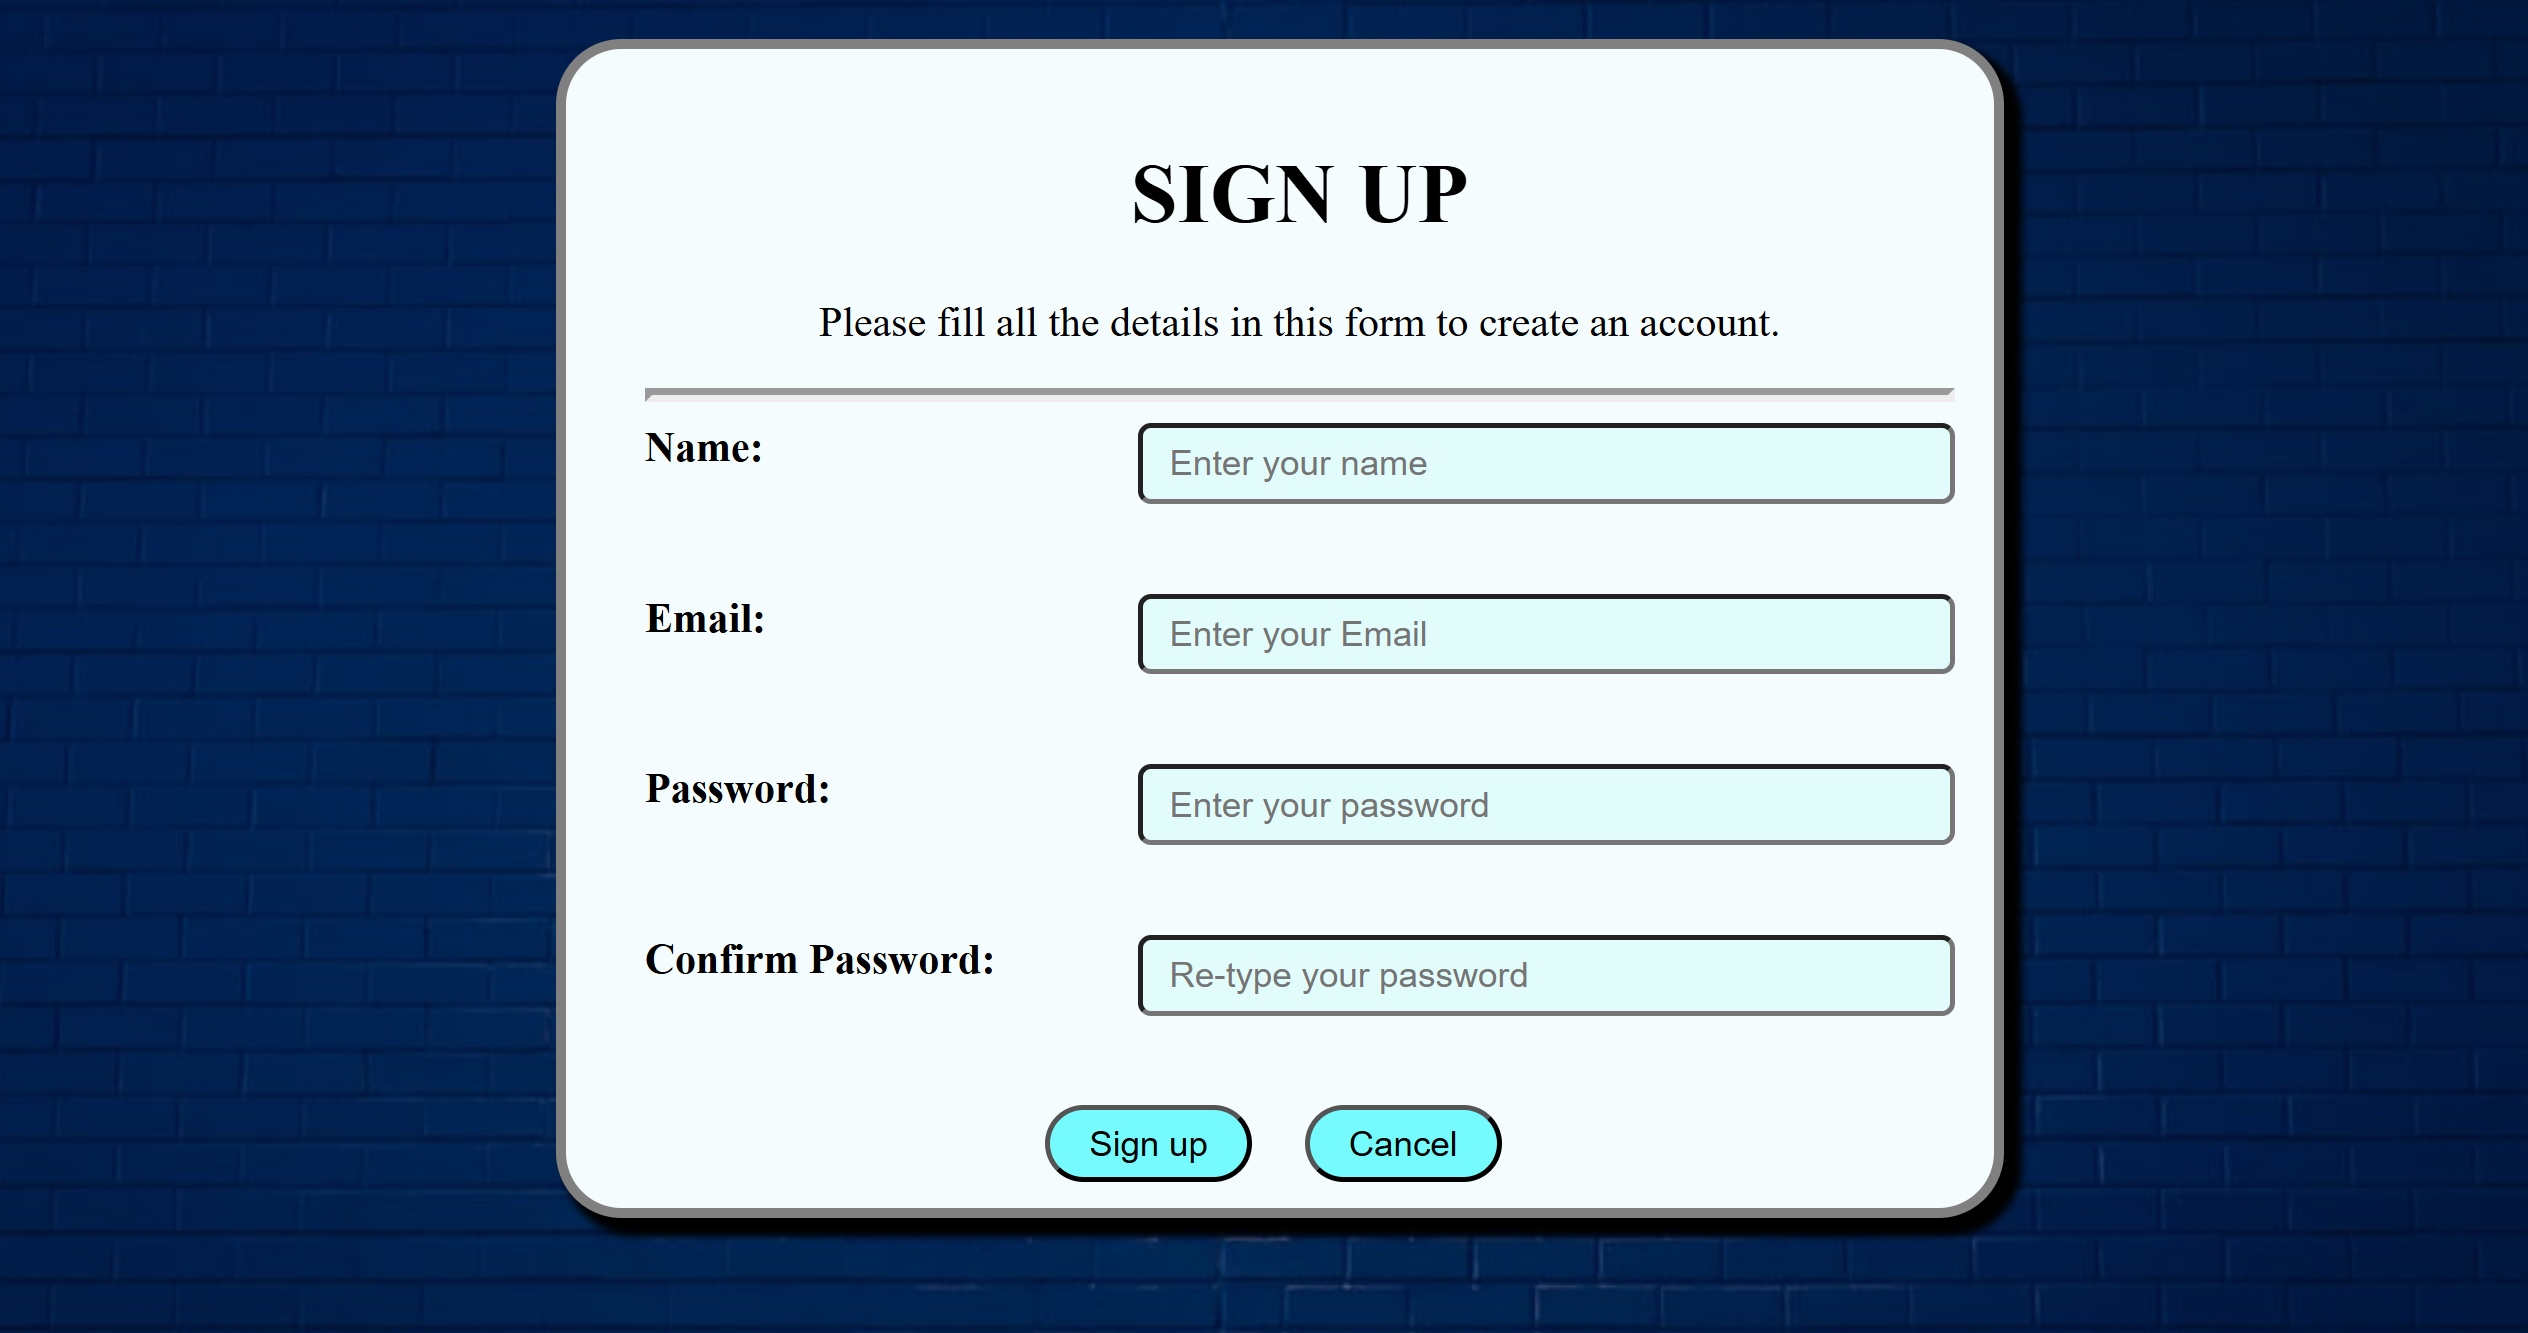 SIGN UP
Please fill all the details in this form to create an account.
Name:
Enter your name
Email:
Enter your Email
Password:
Enter your password
Confirm Password:
Re-type your password
Sign up
Cancel